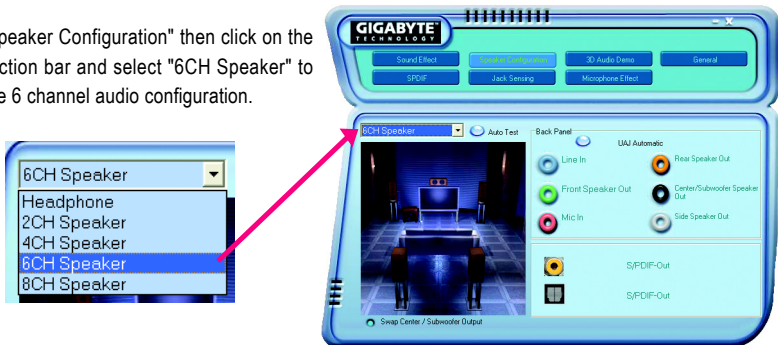 peaker Configuration" then click on the
ction bar and select "6CH Speaker" to
e 6 channel audio configuration.
6CH Speaker
Headphone
2CH Speaker
4CH Speaker
6CH Speaker
8CH Speaker
GIGABYTE™
TECHNOLOGY
Sound Effect
Speaker Configuration
3D Audio Demo
General
SPDIF
Jack Sensing
Microphone Effect
6CH Speaker
Auto Test
Back Panel
UAJ Automatic
Line In
Rear Speaker Out
Front Speaker Out
Center/Subwoofer Speaker
Out
Mic In
Side Speaker Out
S/PDIF-Out
S/PDIF-Out
Swap Center / Subwoofer Output